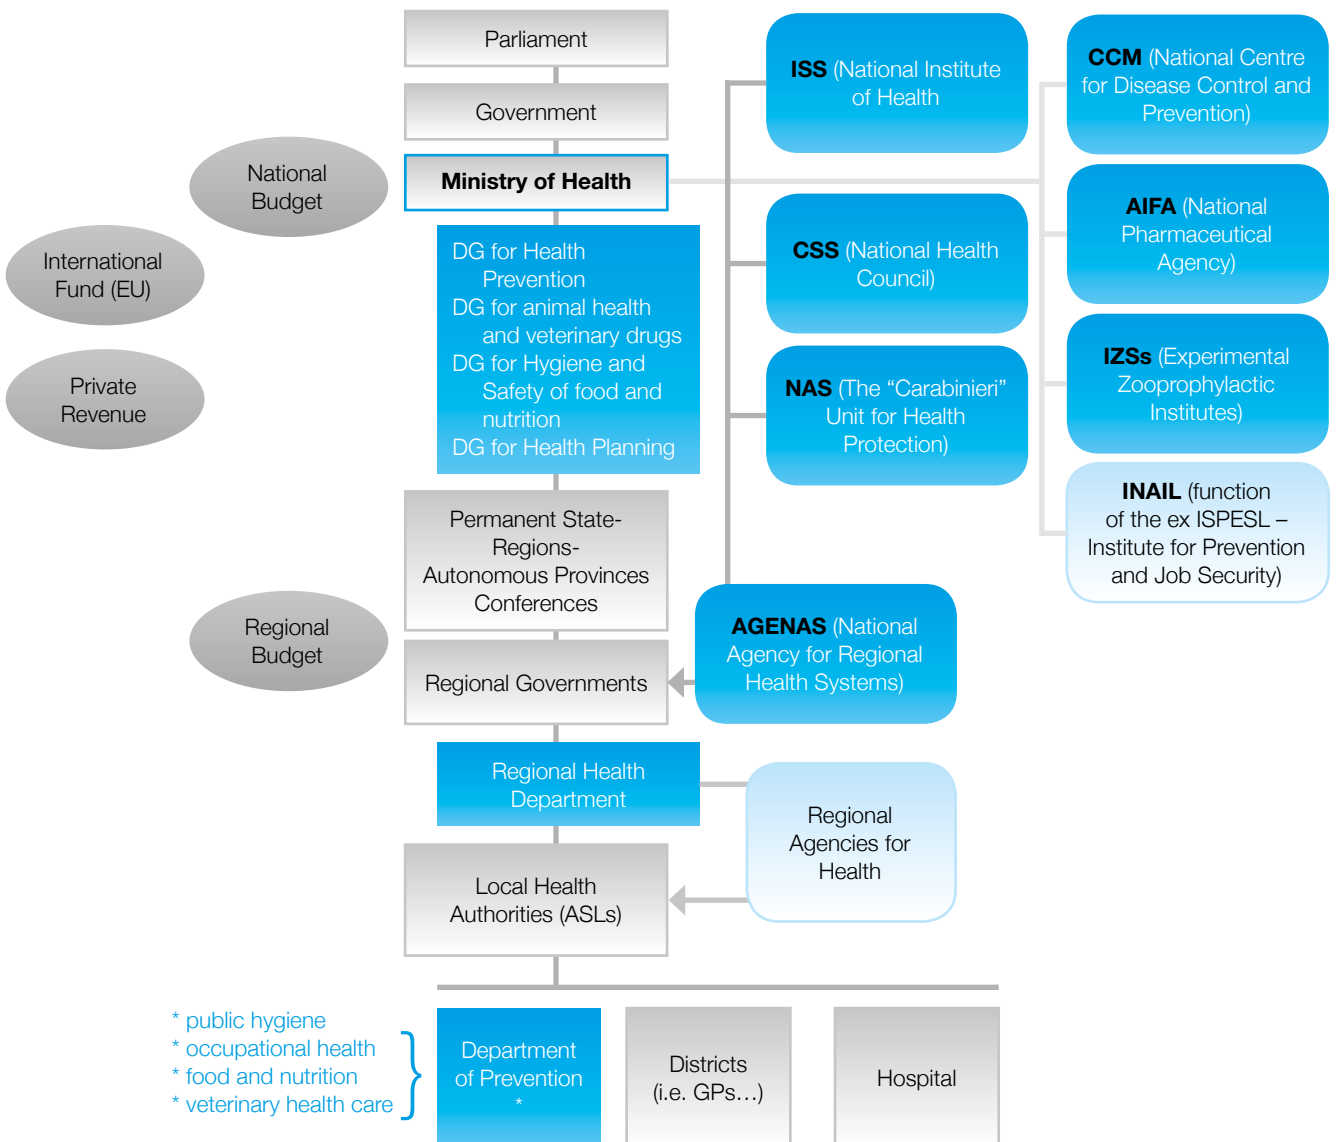 Parliament
Government
Ministry of Health
National
Budget
International
Fund (EU)
Private
Revenue
DG for Health
Prevention
DG for animal health
and veterinary drugs
DG for Hygiene and
Safety of food and
nutrition
DG for Health Planning
ISS (National Institute
of Health
CSS (National Health
Council)
NAS (The “Carabinieri”
Unit for Health
Protection)
CCM (National Centre
for Disease Control and
Prevention)
AIFA (National
Pharmaceutical
Agency)
IZSs (Experimental
Zooprophylactic
Institutes)
INAIL (function
of the ex ISPESL –
Institute for Prevention
and Job Security)
Permanent State-
Regions-
Autonomous Provinces
Conferences
Regional
Budget
Regional Governments
AGENAS (National
Agency for Regional
Health Systems)
Regional Health
Department
Regional
Agencies for
Health
Local Health
Authorities (ASLs)
* public hygiene
* occupational health
* food and nutrition
* veterinary health care
Department
of Prevention
*
Districts
(i.e. GPs…)
Hospital